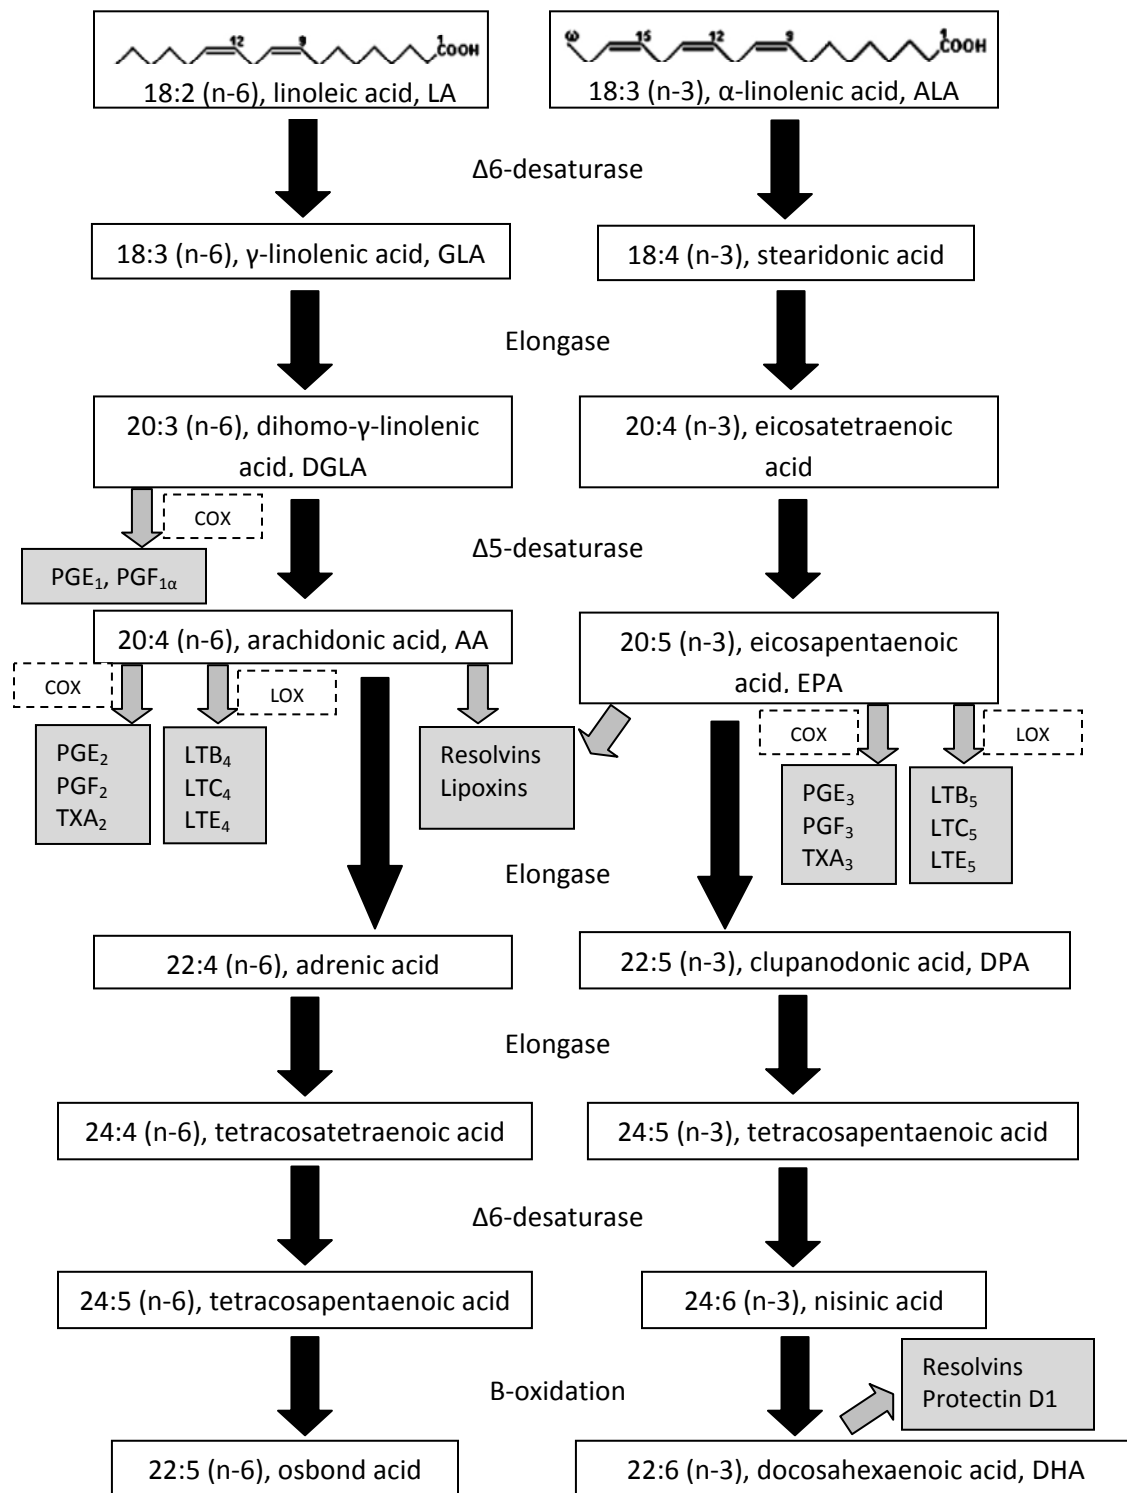 12 9 1 COOH
18:2 (n-6), linoleic acid, LA
ω 15 12 9 1 COOH
18:3 (n-3), α-linolenic acid, ALA
Δ6-desaturase
18:3 (n-6), γ-linolenic acid, GLA
18:4 (n-3), stearidonic acid
Elongase
20:3 (n-6), dihomo-γ-linolenic
acid, DGLA
20:4 (n-3), eicosatetraenoic
acid
COX
Δ5-desaturase
PGE1, PGF1α
20:4 (n-6), arachidonic acid, AA
20:5 (n-3), eicosapentaenoic
acid, EPA
COX
LOX
COX
LOX
PGE2
PGF2
TXA2
LTB4
LTC4
LTE4
Resolvins
Lipoxins
PGE3
PGF3
TXA3
LTB5
LTC5
LTE5
Elongase
22:4 (n-6), adrenic acid
22:5 (n-3), clupanodonic acid, DPA
Elongase
24:4 (n-6), tetracosatetraenoic acid
24:5 (n-3), tetracosapentaenoic acid
Δ6-desaturase
24:5 (n-6), tetracosapentaenoic acid
24:6 (n-3), nisinic acid
B-oxidation
Resolvins
Protectin D1
22:5 (n-6), osbond acid
22:6 (n-3), docosahexaenoic acid, DHA